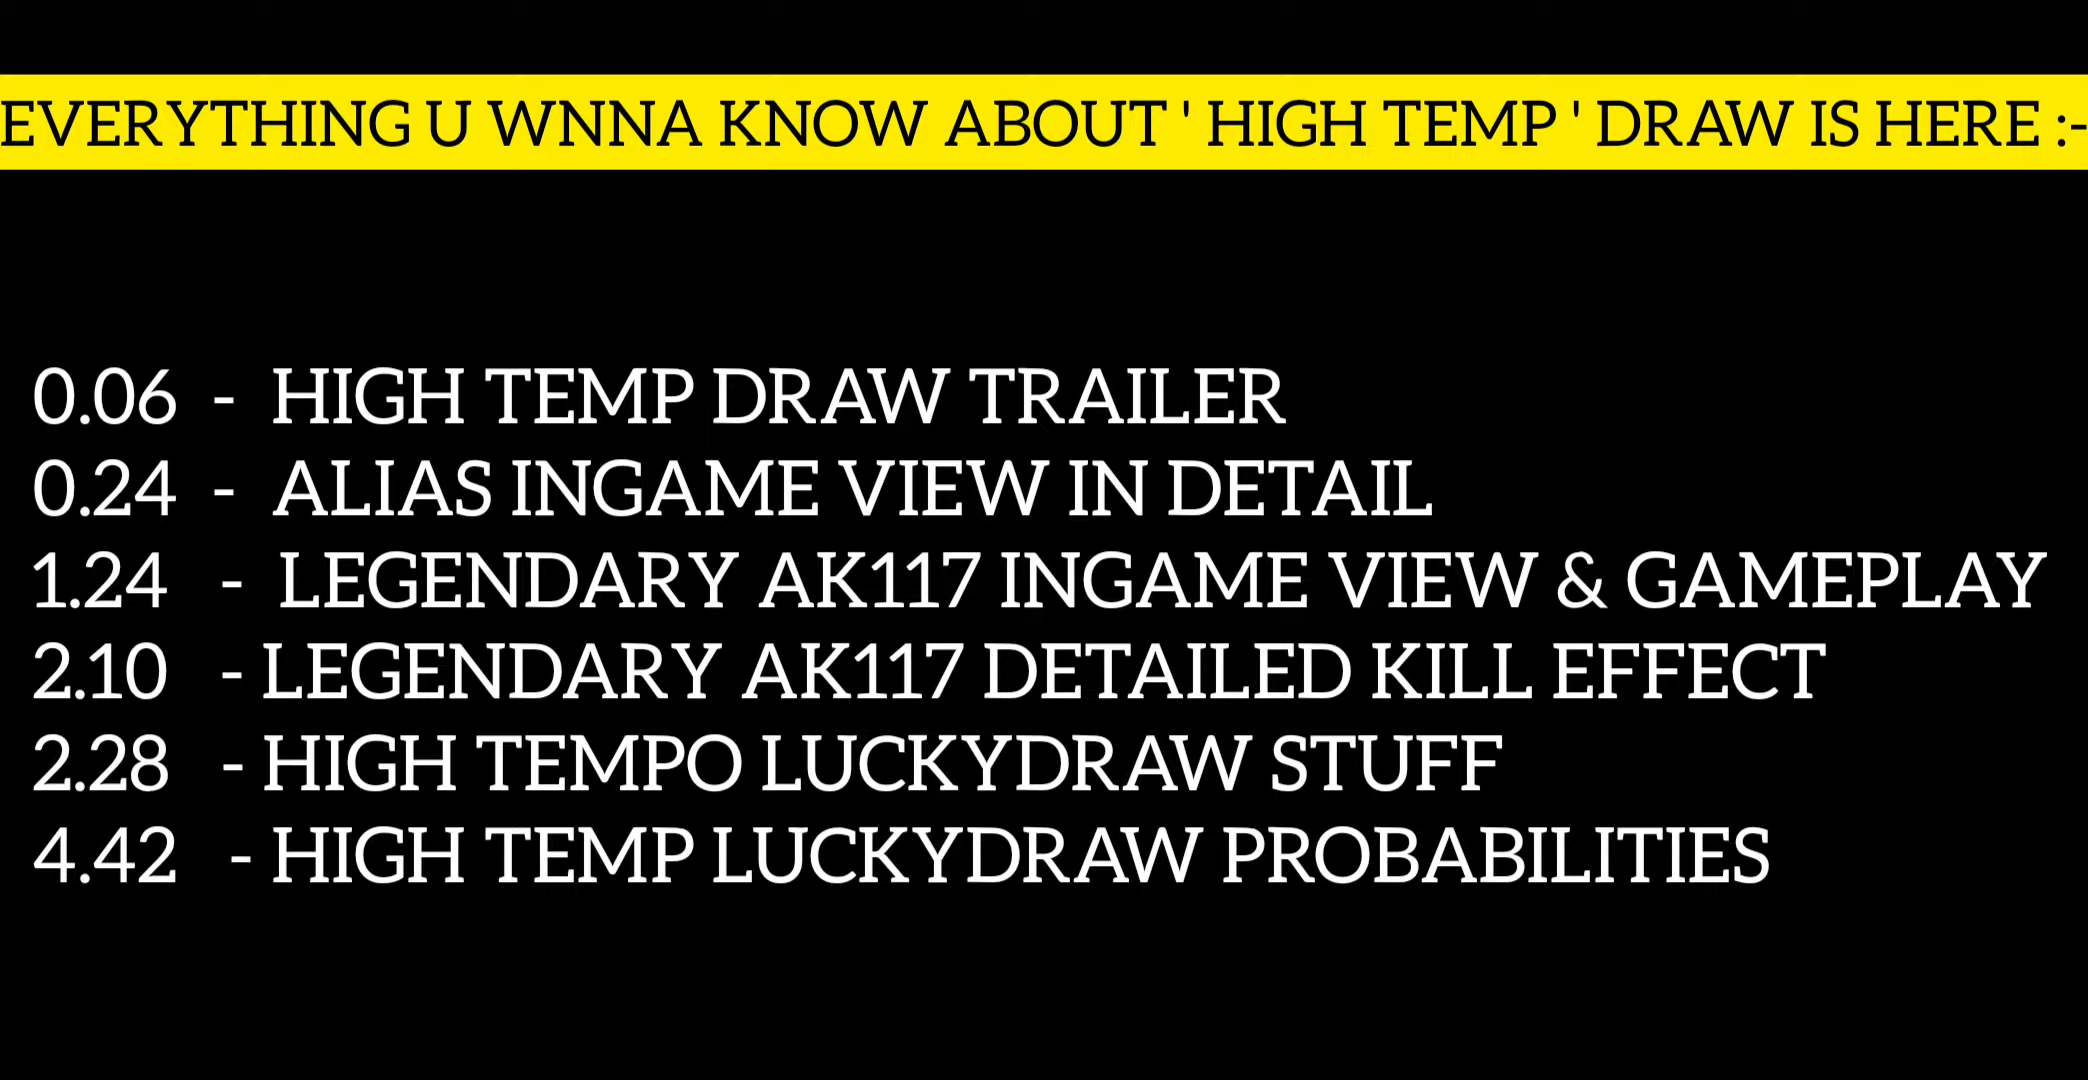 EVERYTHING U WNNA KNOW ABOUT ' HIGH TEMP ' DRAW IS HERE :-
0.06 - HIGH TEMP DRAW TRAILER
0.24 - ALIAS INGAME VIEW IN DETAIL
1.24 - LEGENDARY AK117 INGAME VIEW & GAMEPLAY
2.10 - LEGENDARY AK117 DETAILED KILL EFFECT
2.28 - HIGH TEMPO LUCKYDRAW STUFF
4.42 - HIGH TEMP LUCKYDRAW PROBABILITIES